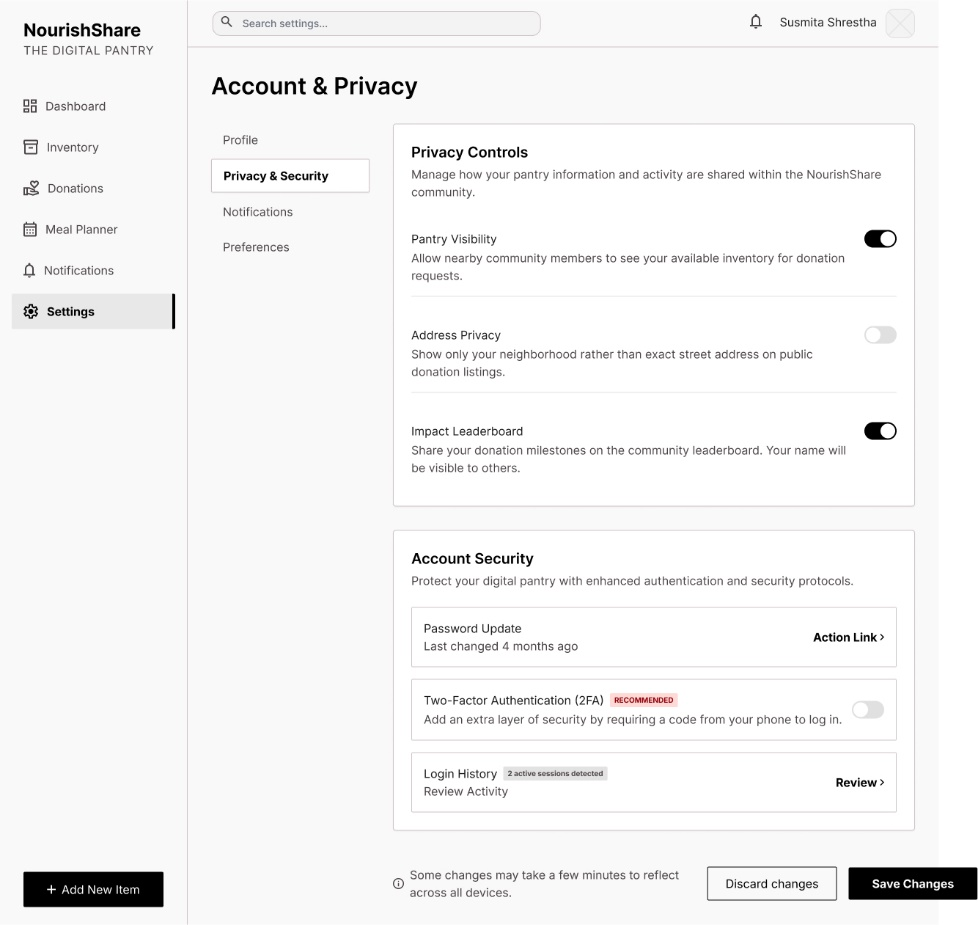 NourishShare
THE DIGITAL PANTRY
Dashboard
Inventory
Donations
Meal Planner
Notifications
Settings
+ Add New Item
Search settings...
Susmita Shrestha
Account & Privacy
Profile
Privacy & Security
Notifications
Preferences
Privacy Controls
Manage how your pantry information and activity are shared within the NourishShare
community.
Pantry Visibility
Allow nearby community members to see your available inventory for donation
requests.
Address Privacy
Show only your neighborhood rather than exact street address on public
donation listings.
Impact Leaderboard
Share your donation milestones on the community leaderboard. Your name will
be visible to others.
Account Security
Protect your digital pantry with enhanced authentication and security protocols.
Password Update
Last changed 4 months ago
Action Link ›
Two-Factor Authentication (2FA) RECOMMENDED
Add an extra layer of security by requiring a code from your phone to log in.
Login History 2 active sessions detected
Review Activity
Review ›
Some changes may take a few minutes to reflect
across all devices.
Discard changes
Save Changes